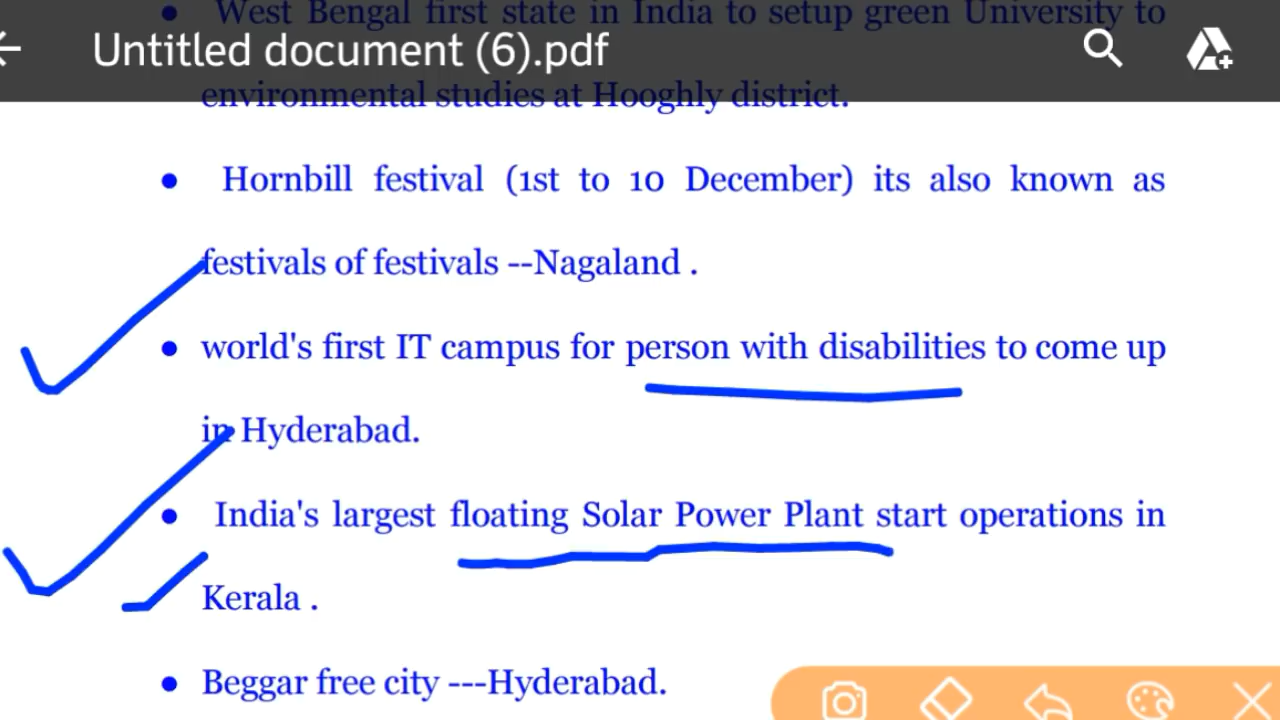 • West Bengal first state in India to setup green University to
Untitled document (6).pdf
environmental studies at Hooghly district.
• Hornbill festival (1st to 10 December) its also known as
festivals of festivals --Nagaland .
• world's first IT campus for person with disabilities to come up
in Hyderabad.
• India's largest floating Solar Power Plant start operations in
Kerala .
• Beggar free city ---Hyderabad.